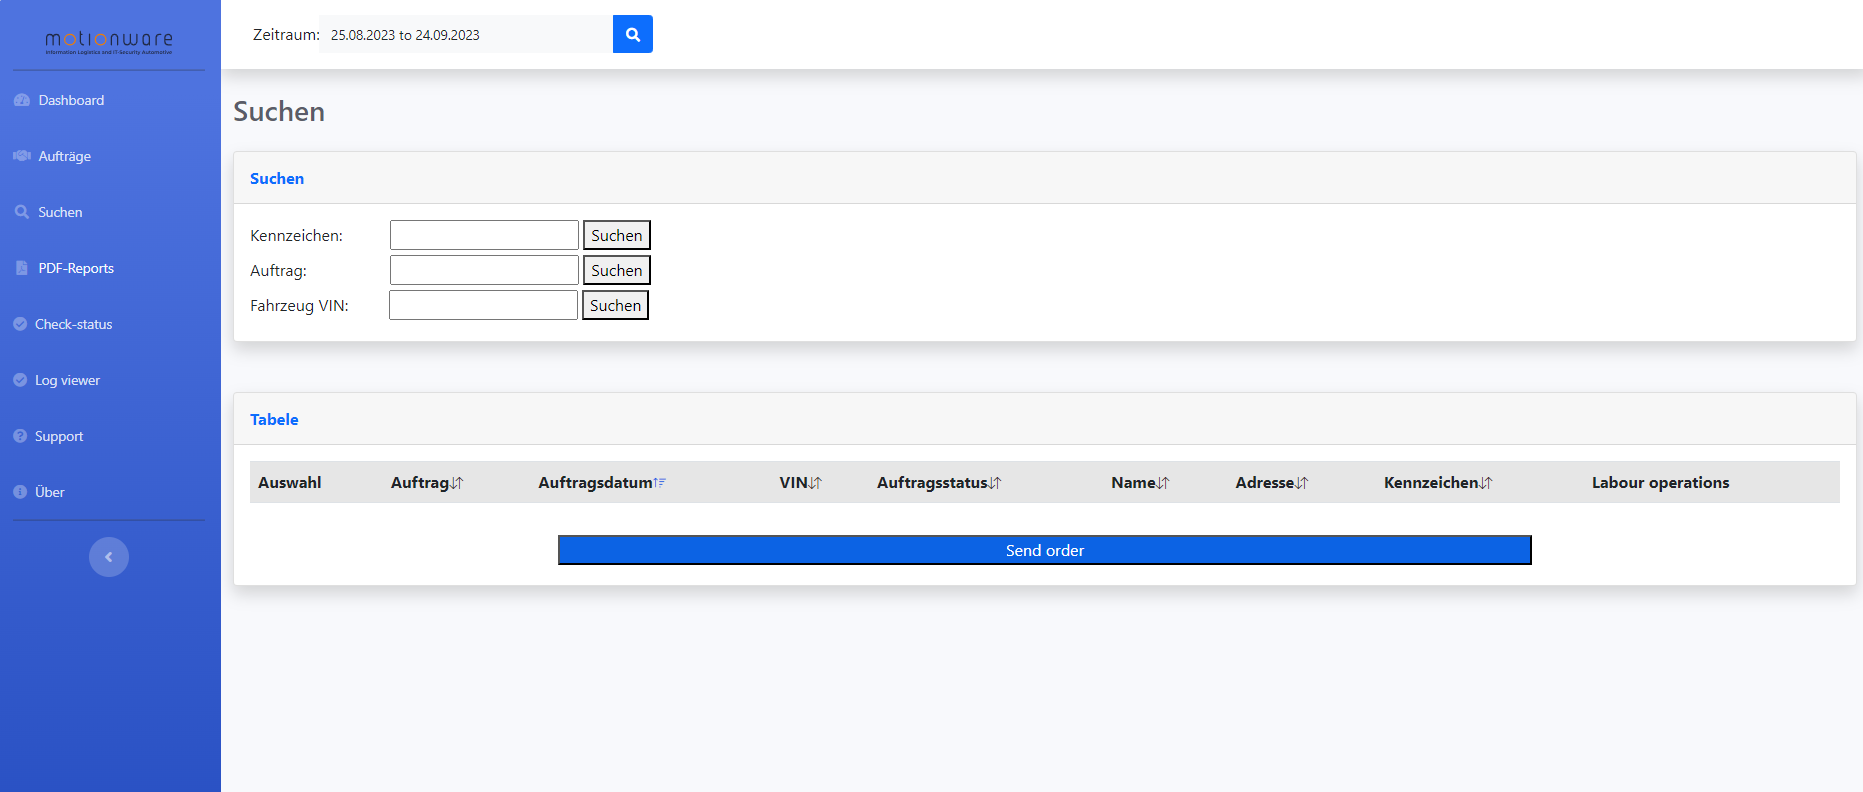 motionware
Information Logistics and IT-Security Automotive
Dashboard
Aufträge
Suchen
PDF-Reports
Check-status
Log viewer
Support
Über
Zeitraum: 25.08.2023 to 24.09.2023
Suchen
Suchen
Kennzeichen: Suchen
Auftrag: Suchen
Fahrzeug VIN: Suchen
Tabele
Auswahl Auftrag Auftragsdatum VIN Auftragsstatus Name Adresse Kennzeichen Labour operations
Send order